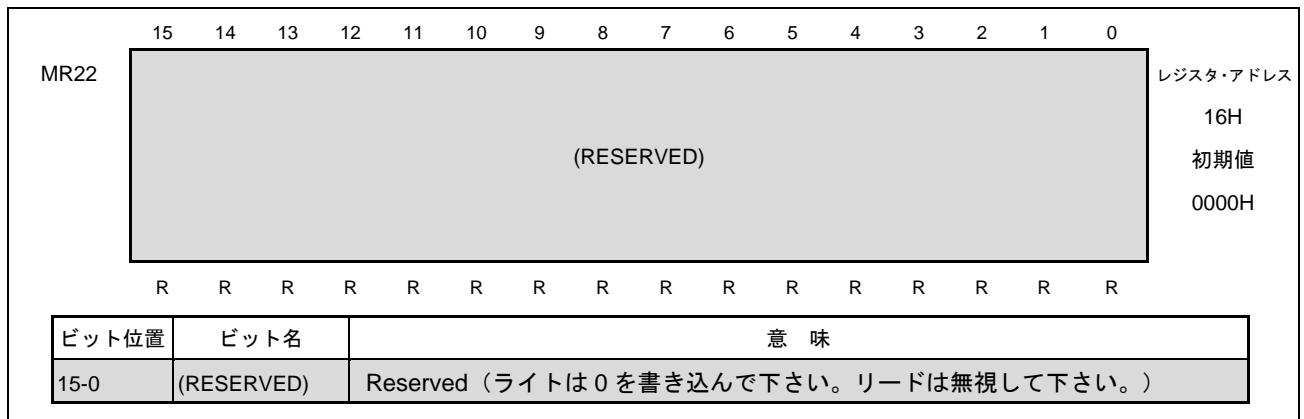 15 14 13 12 11 10 9 8 7 6 5 4 3 2 1 0
MR22
レジスタ・アドレス
16H
(RESERVED)
初期値
0000H
R R R R R R R R R R R R R R R R
ビット位置 ビット名 意 味
15-0 (RESERVED) Reserved（ライトは 0 を書き込んで下さい。リードは無視して下さい。）